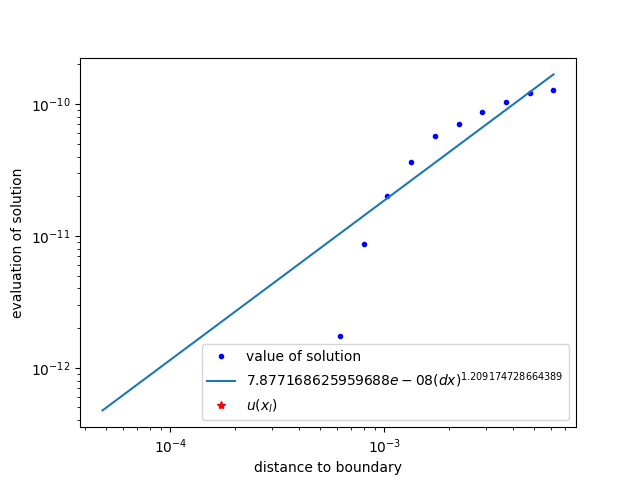 evaluation of solution
10⁻¹⁰
10⁻¹¹
10⁻¹²
value of solution
7.877168625959688e − 08(dx)^1.209174728664389
u(x_l)
10⁻⁴
10⁻³
distance to boundary